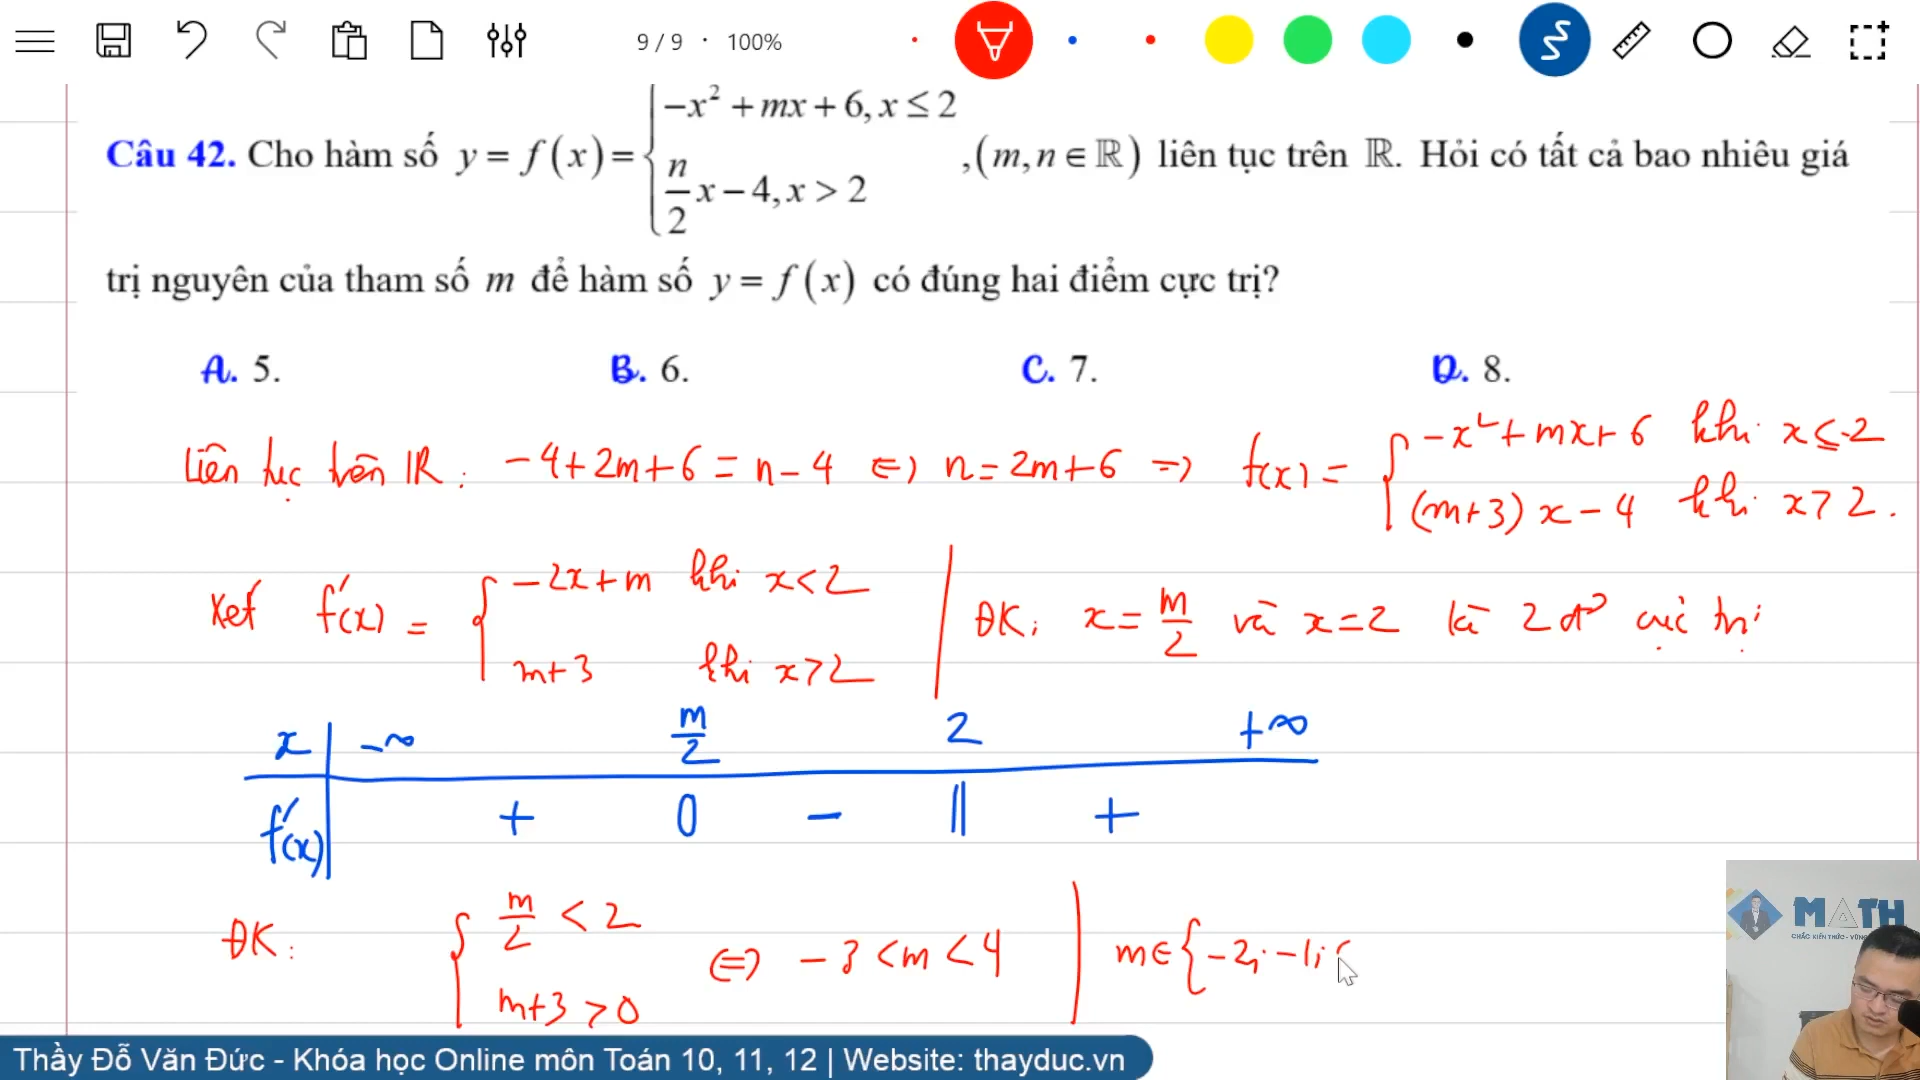 9 / 9 · 100%
Câu 42. Cho hàm số y = f(x) = { -x² + mx + 6, x ≤ 2
n/2 x - 4, x > 2 , (m, n ∈ ℝ) liên tục trên ℝ. Hỏi có tất cả bao nhiêu giá
trị nguyên của tham số m để hàm số y = f(x) có đúng hai điểm cực trị?
A. 5. B. 6. C. 7. D. 8.
Liên tục trên IR : -4+2m+6 = n-4 ⇔ n = 2m+6 ⇒ f(x) = { -x²+mx+6 khi x ≤ 2
(m+3)x-4 khi x > 2.
Xét f'(x) = { -2x+m khi x<2
m+3 khi x>2
ĐK: x = m/2 và x=2 là 2 cực trị
x -∞ m/2 2 +∞
f'(x) + 0 - || +
ĐK: { m/2 < 2
m+3 > 0
⇔ -3 < m < 4
m ∈ { -2; -1;
MATH
Thầy Đỗ Văn Đức - Khóa học Online môn Toán 10, 11, 12 | Website: thayduc.vn